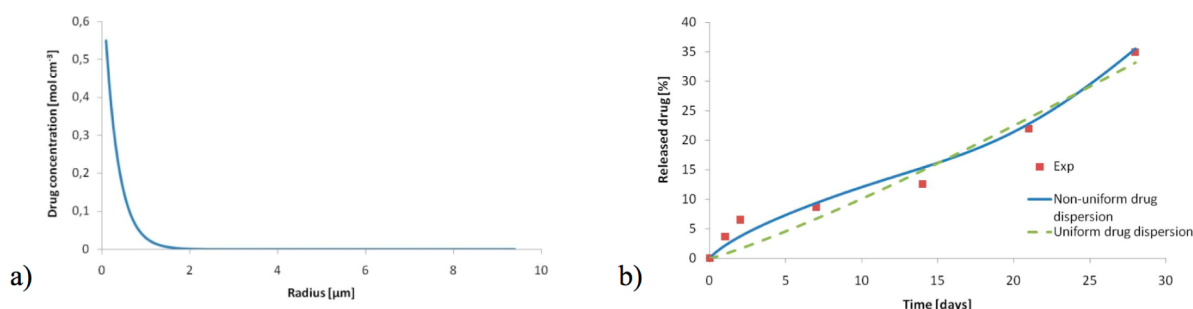 a)
Drug concentration [mol cm⁻³]
0,6
0,5
0,4
0,3
0,2
0,1
0
0 2 4 6 8 10
Radius [µm]
b)
Released drug [%]
40
35
30
25
20
15
10
5
0
Exp
Non-uniform drug
dispersion
Uniform drug dispersion
0 5 10 15 20 25 30
Time [days]